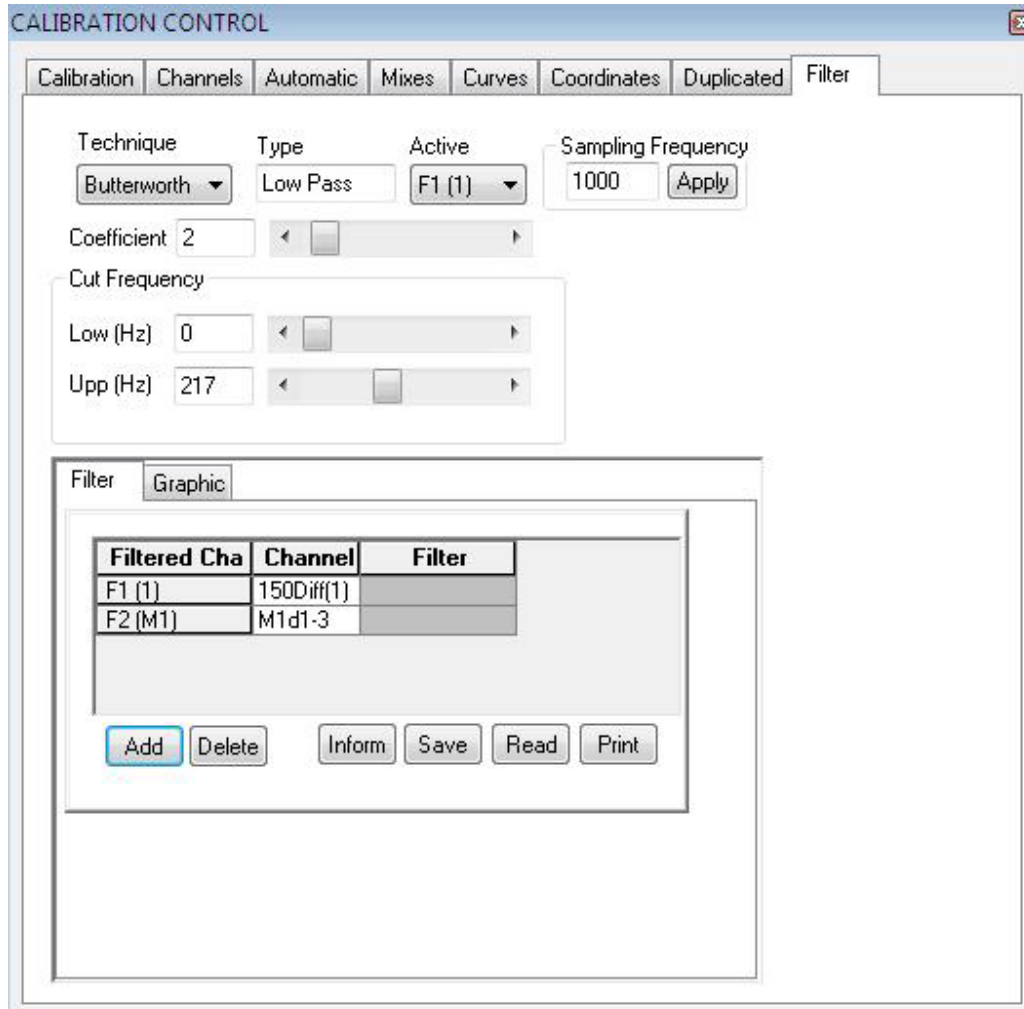 CALIBRATION CONTROL
Calibration Channels Automatic Mixes Curves Coordinates Duplicated Filter
Technique Type Active Sampling Frequency
Butterworth Low Pass F1 (1) 1000 Apply
Coefficient 2
Cut Frequency
Low (Hz) 0
Upp (Hz) 217
Filter Graphic
Filtered Cha Channel Filter
F1 (1) 150Diff(1)
F2 (M1) M1d1-3
Add Delete Inform Save Read Print